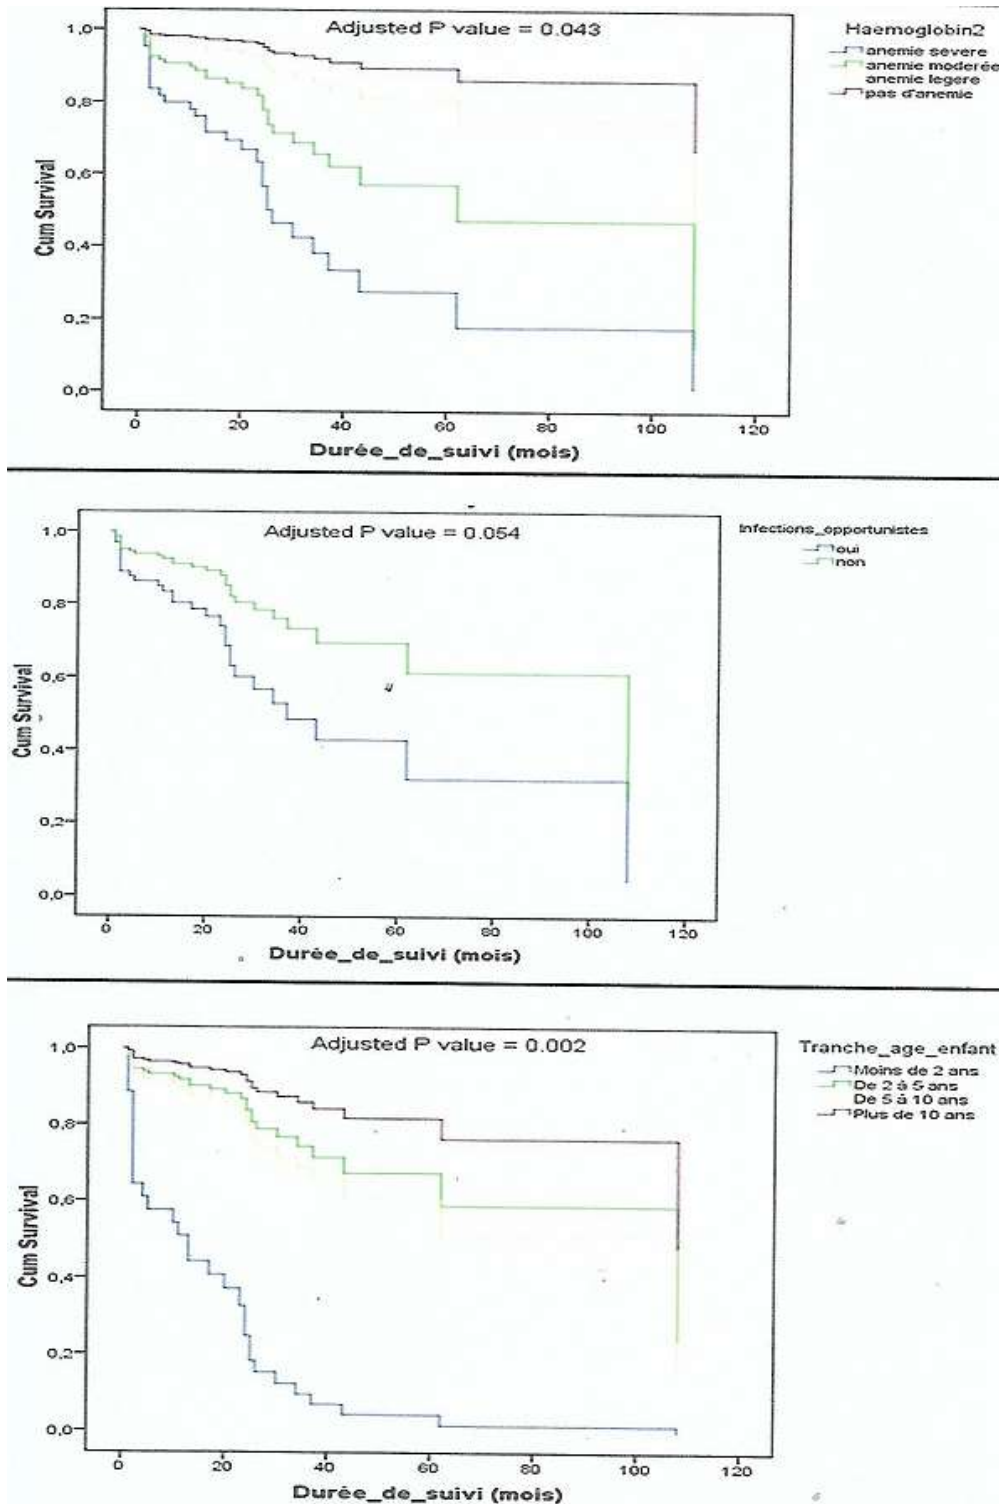 Adjusted P value = 0.043
Haemoglobin2
anemie severe
anemie moderée
anemie legere
pas d'anemie
Cum Survival
1,0
0,8
0,6
0,4
0,2
0,0
0 20 40 60 80 100 120
Durée_de_suivi (mois)
Adjusted P value = 0.054
Infections_opportunistes
oui
non
Cum Survival
1,0
0,8
0,6
0,4
0,2
0,0
0 20 40 60 80 100 120
Durée_de_suivi (mois)
Adjusted P value = 0.002
Tranche_age_enfant
Moins de 2 ans
De 2 à 5 ans
De 5 à 10 ans
Plus de 10 ans
Cum Survival
1,0
0,8
0,6
0,4
0,2
0,0
0 20 40 60 80 100 120
Durée_de_suivi (mois)